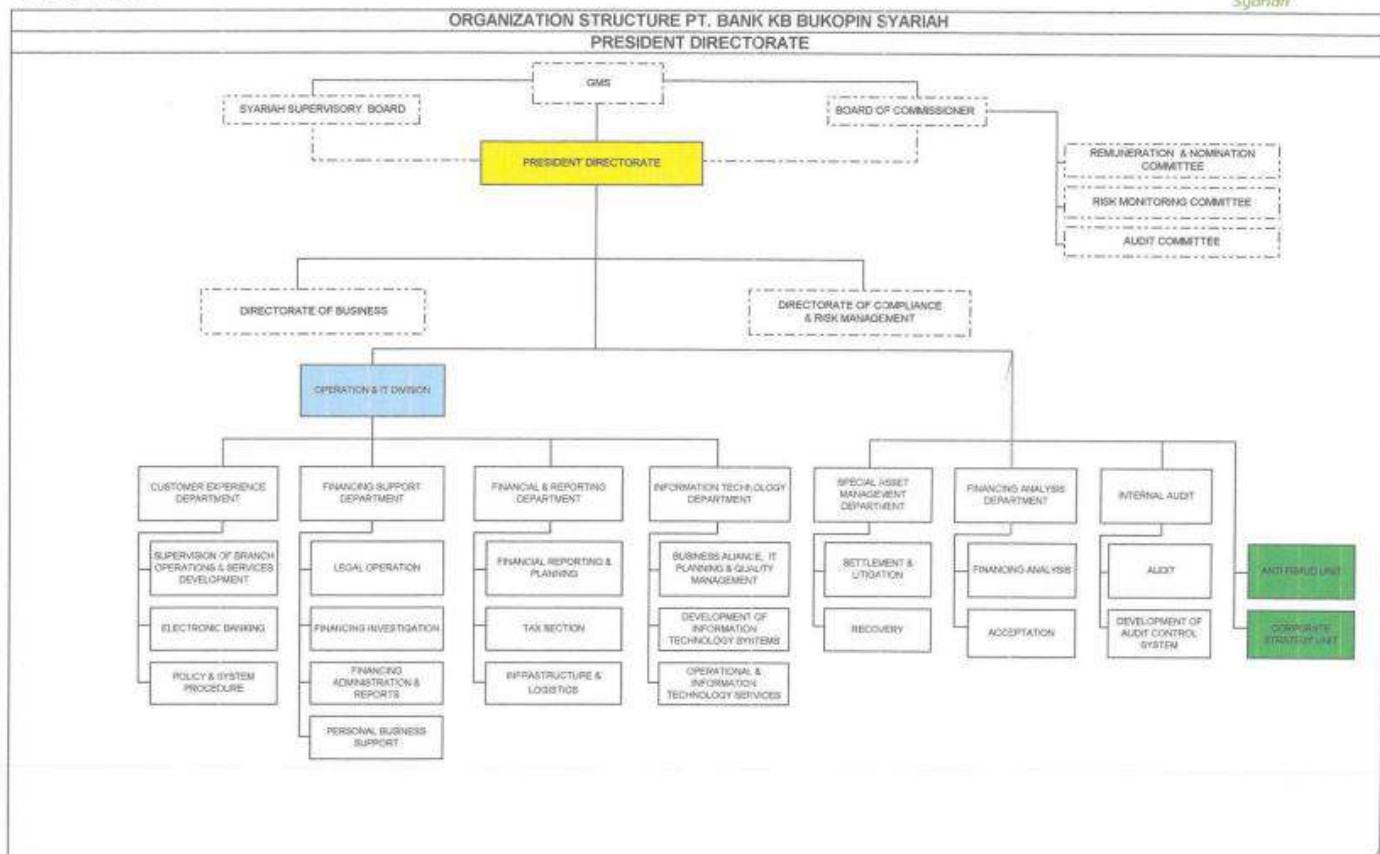 Syariah
ORGANIZATION STRUCTURE PT. BANK KB BUKOPIN SYARIAH
PRESIDENT DIRECTORATE
GMS
SYARIAH SUPERVISORY BOARD
BOARD OF COMMISSIONER
PRESIDENT DIRECTORATE
REMUNERATION & NOMINATION
COMMITTEE
RISK MONITORING COMMITTEE
AUDIT COMMITTEE
DIRECTORATE OF BUSINESS
DIRECTORATE OF COMPLIANCE
& RISK MANAGEMENT
OPERATION & IT DIVISION
CUSTOMER EXPERIENCE
DEPARTMENT
FINANCING SUPPORT
DEPARTMENT
FINANCIAL & REPORTING
DEPARTMENT
INFORMATION TECHNOLOGY
DEPARTMENT
SPECIAL ASSET
MANAGEMENT
DEPARTMENT
FINANCING ANALYSIS
DEPARTMENT
INTERNAL AUDIT
SUPERVISION OF BRANCH
OPERATIONS & SERVICES
DEVELOPMENT
LEGAL OPERATION
FINANCIAL REPORTING &
PLANNING
BUSINESS ALIANCE, IT
PLANNING & QUALITY
MANAGEMENT
SETTLEMENT &
LITIGATION
FINANCING ANALYSIS
AUDIT
ANTI FRAUD UNIT
ELECTRONIC BANKING
FINANCING INVESTIGATION
TAX SECTION
DEVELOPMENT OF
INFORMATION
TECHNOLOGY SYNTEMS
RECOVERY
ACCEPTATION
DEVELOPMENT OF
AUDIT CONTROL
SYSTEM
CORPORATE
STRATEGY UNIT
POLICY & SYSTEM
PROCEDURE
FINANCING
ADMINISTRATION &
REPORTS
INFRASTRUCTURE &
LOGISTICS
OPERATIONAL &
INFORMATION
TECHNOLOGY SERVICES
PERSONAL BUSINESS
SUPPORT